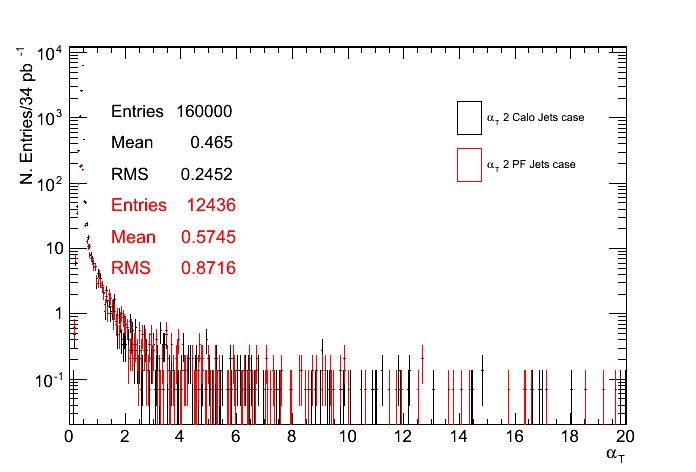 N. Entries/34 pb⁻¹
10⁴
10³
10²
10
1
10⁻¹
Entries 160000
Mean 0.465
RMS 0.2452
Entries 12436
Mean 0.5745
RMS 0.8716
α_T 2 Calo Jets case
α_T 2 PF Jets case
0 2 4 6 8 10 12 14 16 18 20
α_T